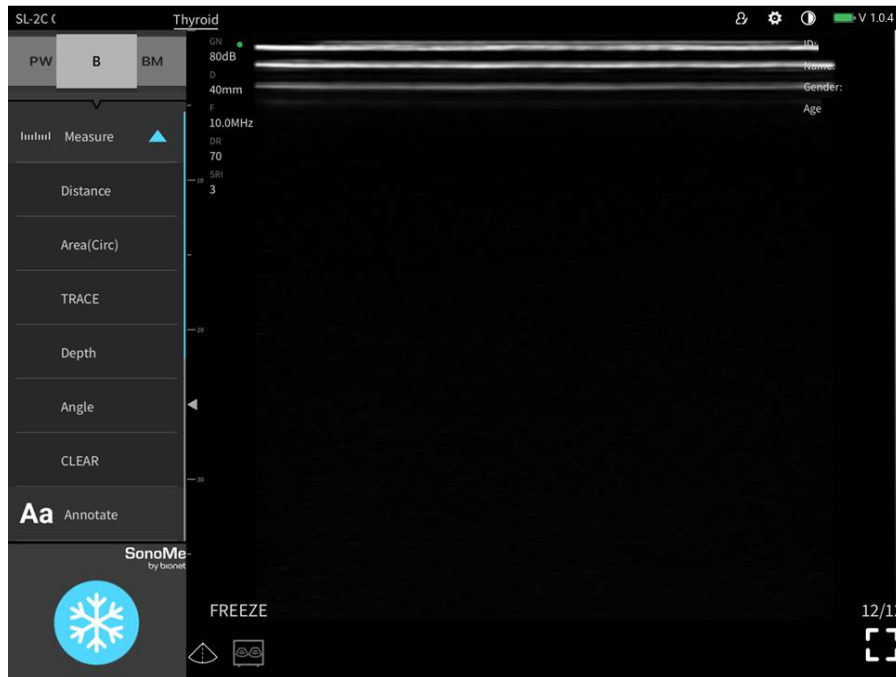 SL-2C C
Thyroid
V 1.0.4
PW B BM
GN
80dB
D
40mm
F
10.0MHz
DR
70
SRI
3
ID:
Name:
Gender:
Age
Measure
Distance
Area(Circ)
TRACE
Depth
Angle
CLEAR
Aa Annotate
10
20
30
SonoMe
by bionet
FREEZE
12/12